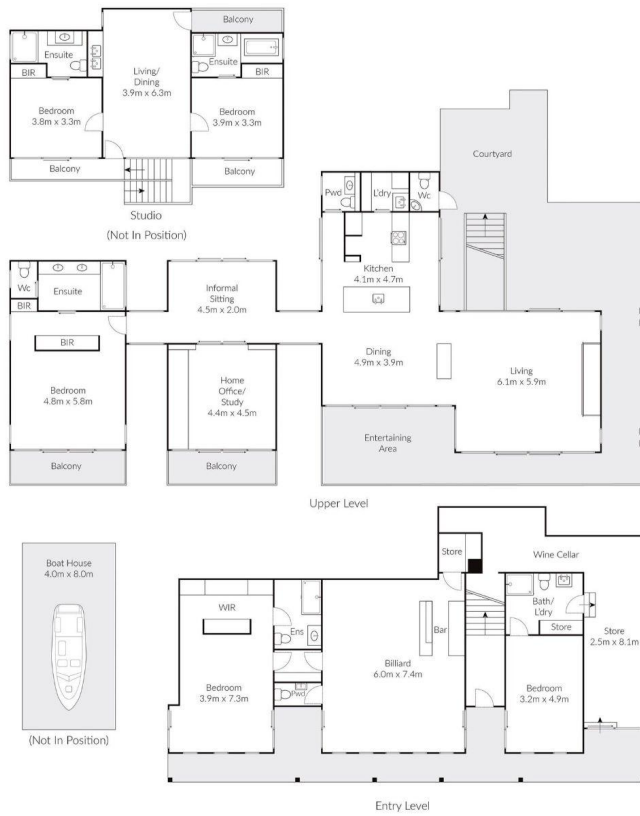 Balcony
Ensuite
Ensuite
BIR
Living/
Dining
3.9m x 6.3m
BIR
Bedroom
3.8m x 3.3m
Bedroom
3.9m x 3.3m
Balcony
Balcony
Studio
(Not In Position)
Courtyard
Pwd
L'dry
Wc
Kitchen
4.1m x 4.7m
Wc
Ensuite
BIR
Informal
Sitting
4.5m x 2.0m
BIR
Dining
4.9m x 3.9m
Living
6.1m x 5.9m
Bedroom
4.8m x 5.8m
Home
Office/
Study
4.4m x 4.5m
Entertaining
Area
Balcony
Balcony
Upper Level
Boat House
4.0m x 8.0m
(Not In Position)
Store
Wine Cellar
WIR
Ens
Bath/
L'dry
Store
Bar
Store
2.5m x 8.1m
Billiard
6.0m x 7.4m
Bedroom
3.9m x 7.3m
Pwd
Bedroom
3.2m x 4.9m
Entry Level